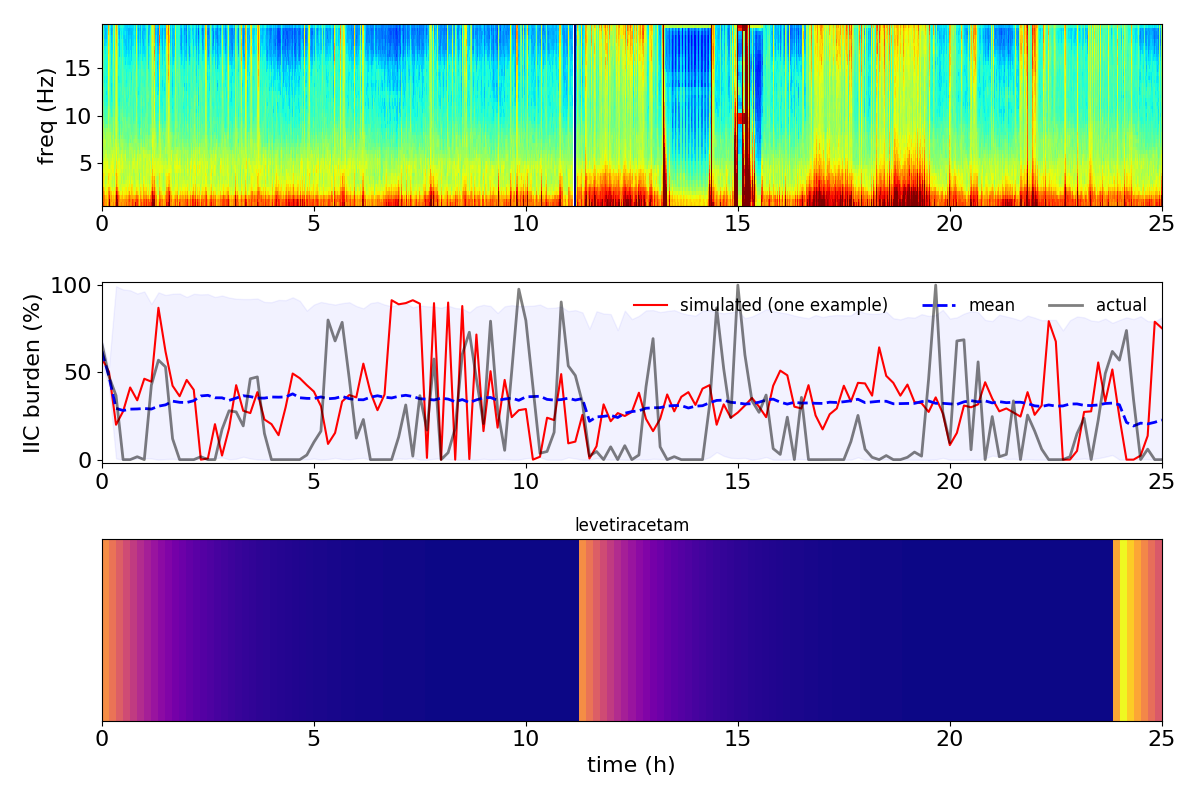 freq (Hz)
15
10
5
0 5 10 15 20 25
IIC burden (%)
100
50
0
simulated (one example) mean actual
0 5 10 15 20 25
levetiracetam
0 5 10 15 20 25
time (h)